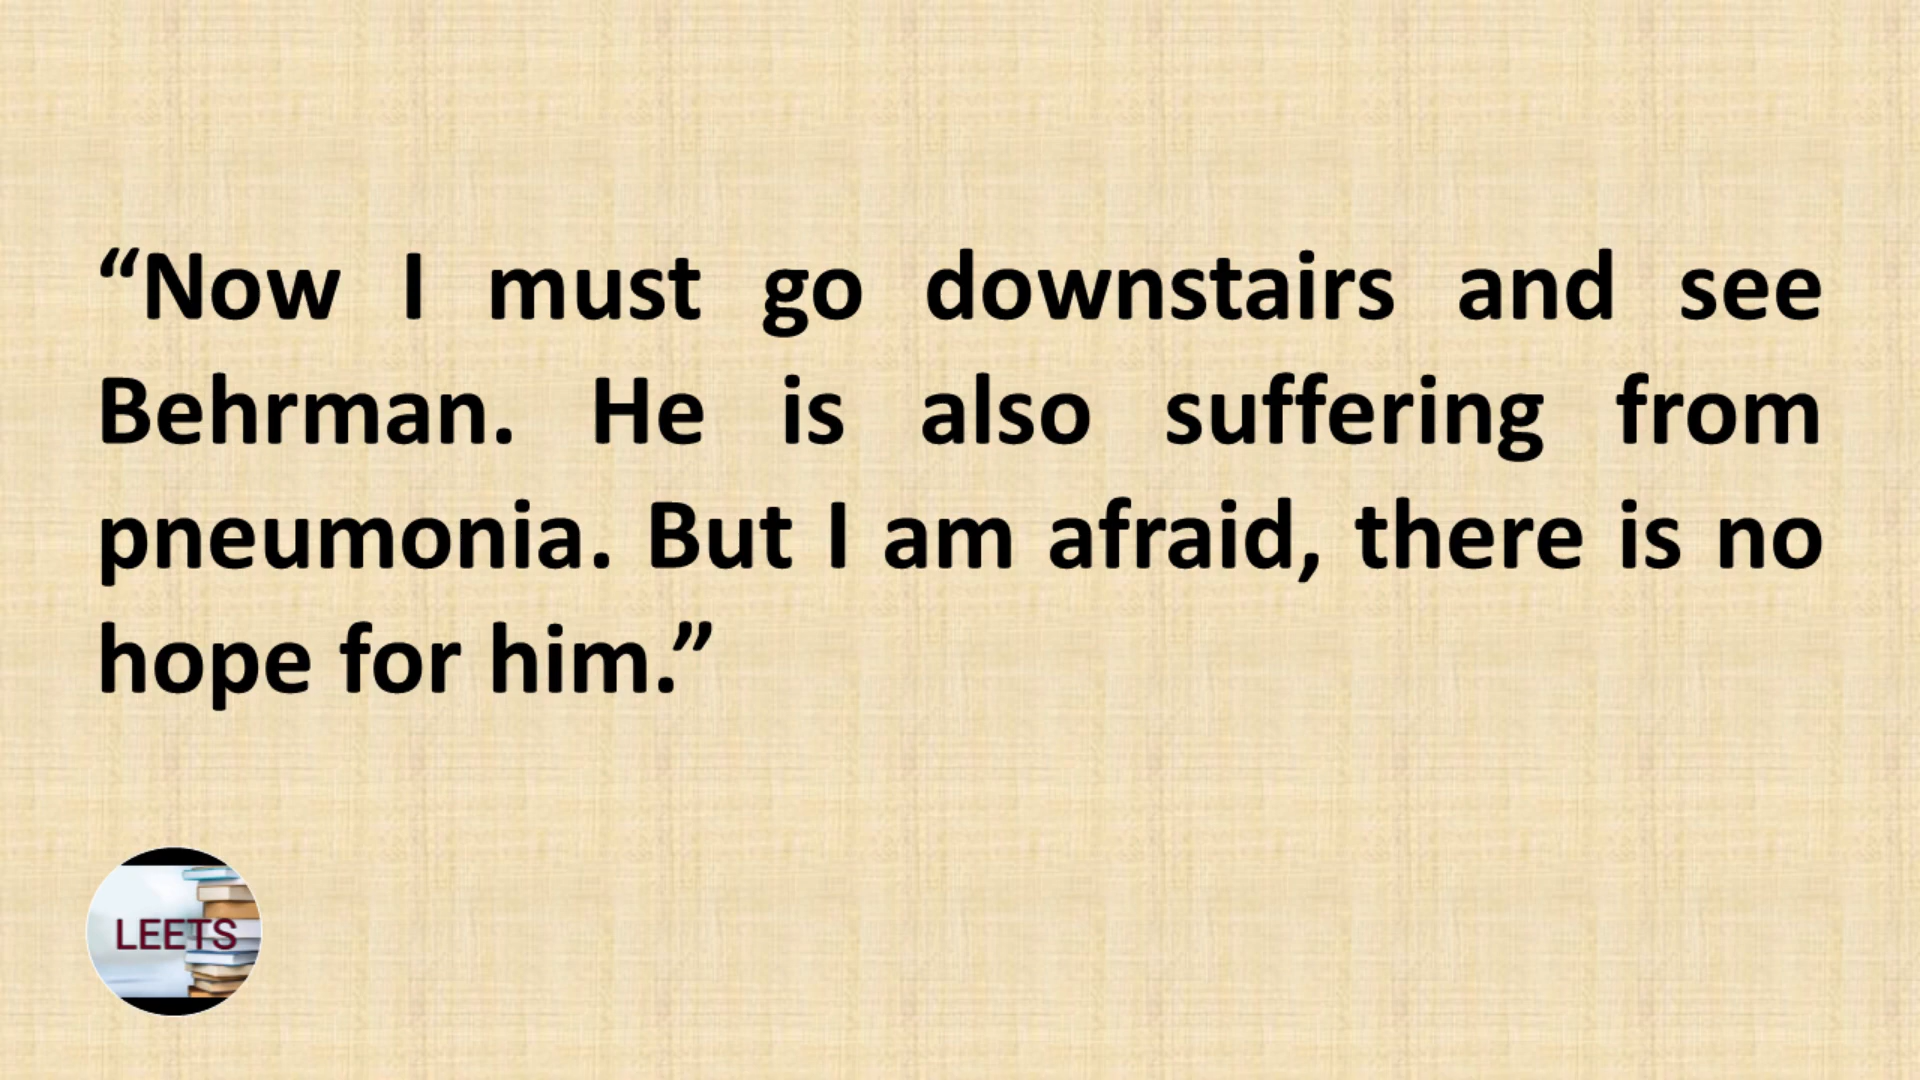 “Now I must go downstairs and see
Behrman. He is also suffering from
pneumonia. But I am afraid, there is no
hope for him.”
LEETS